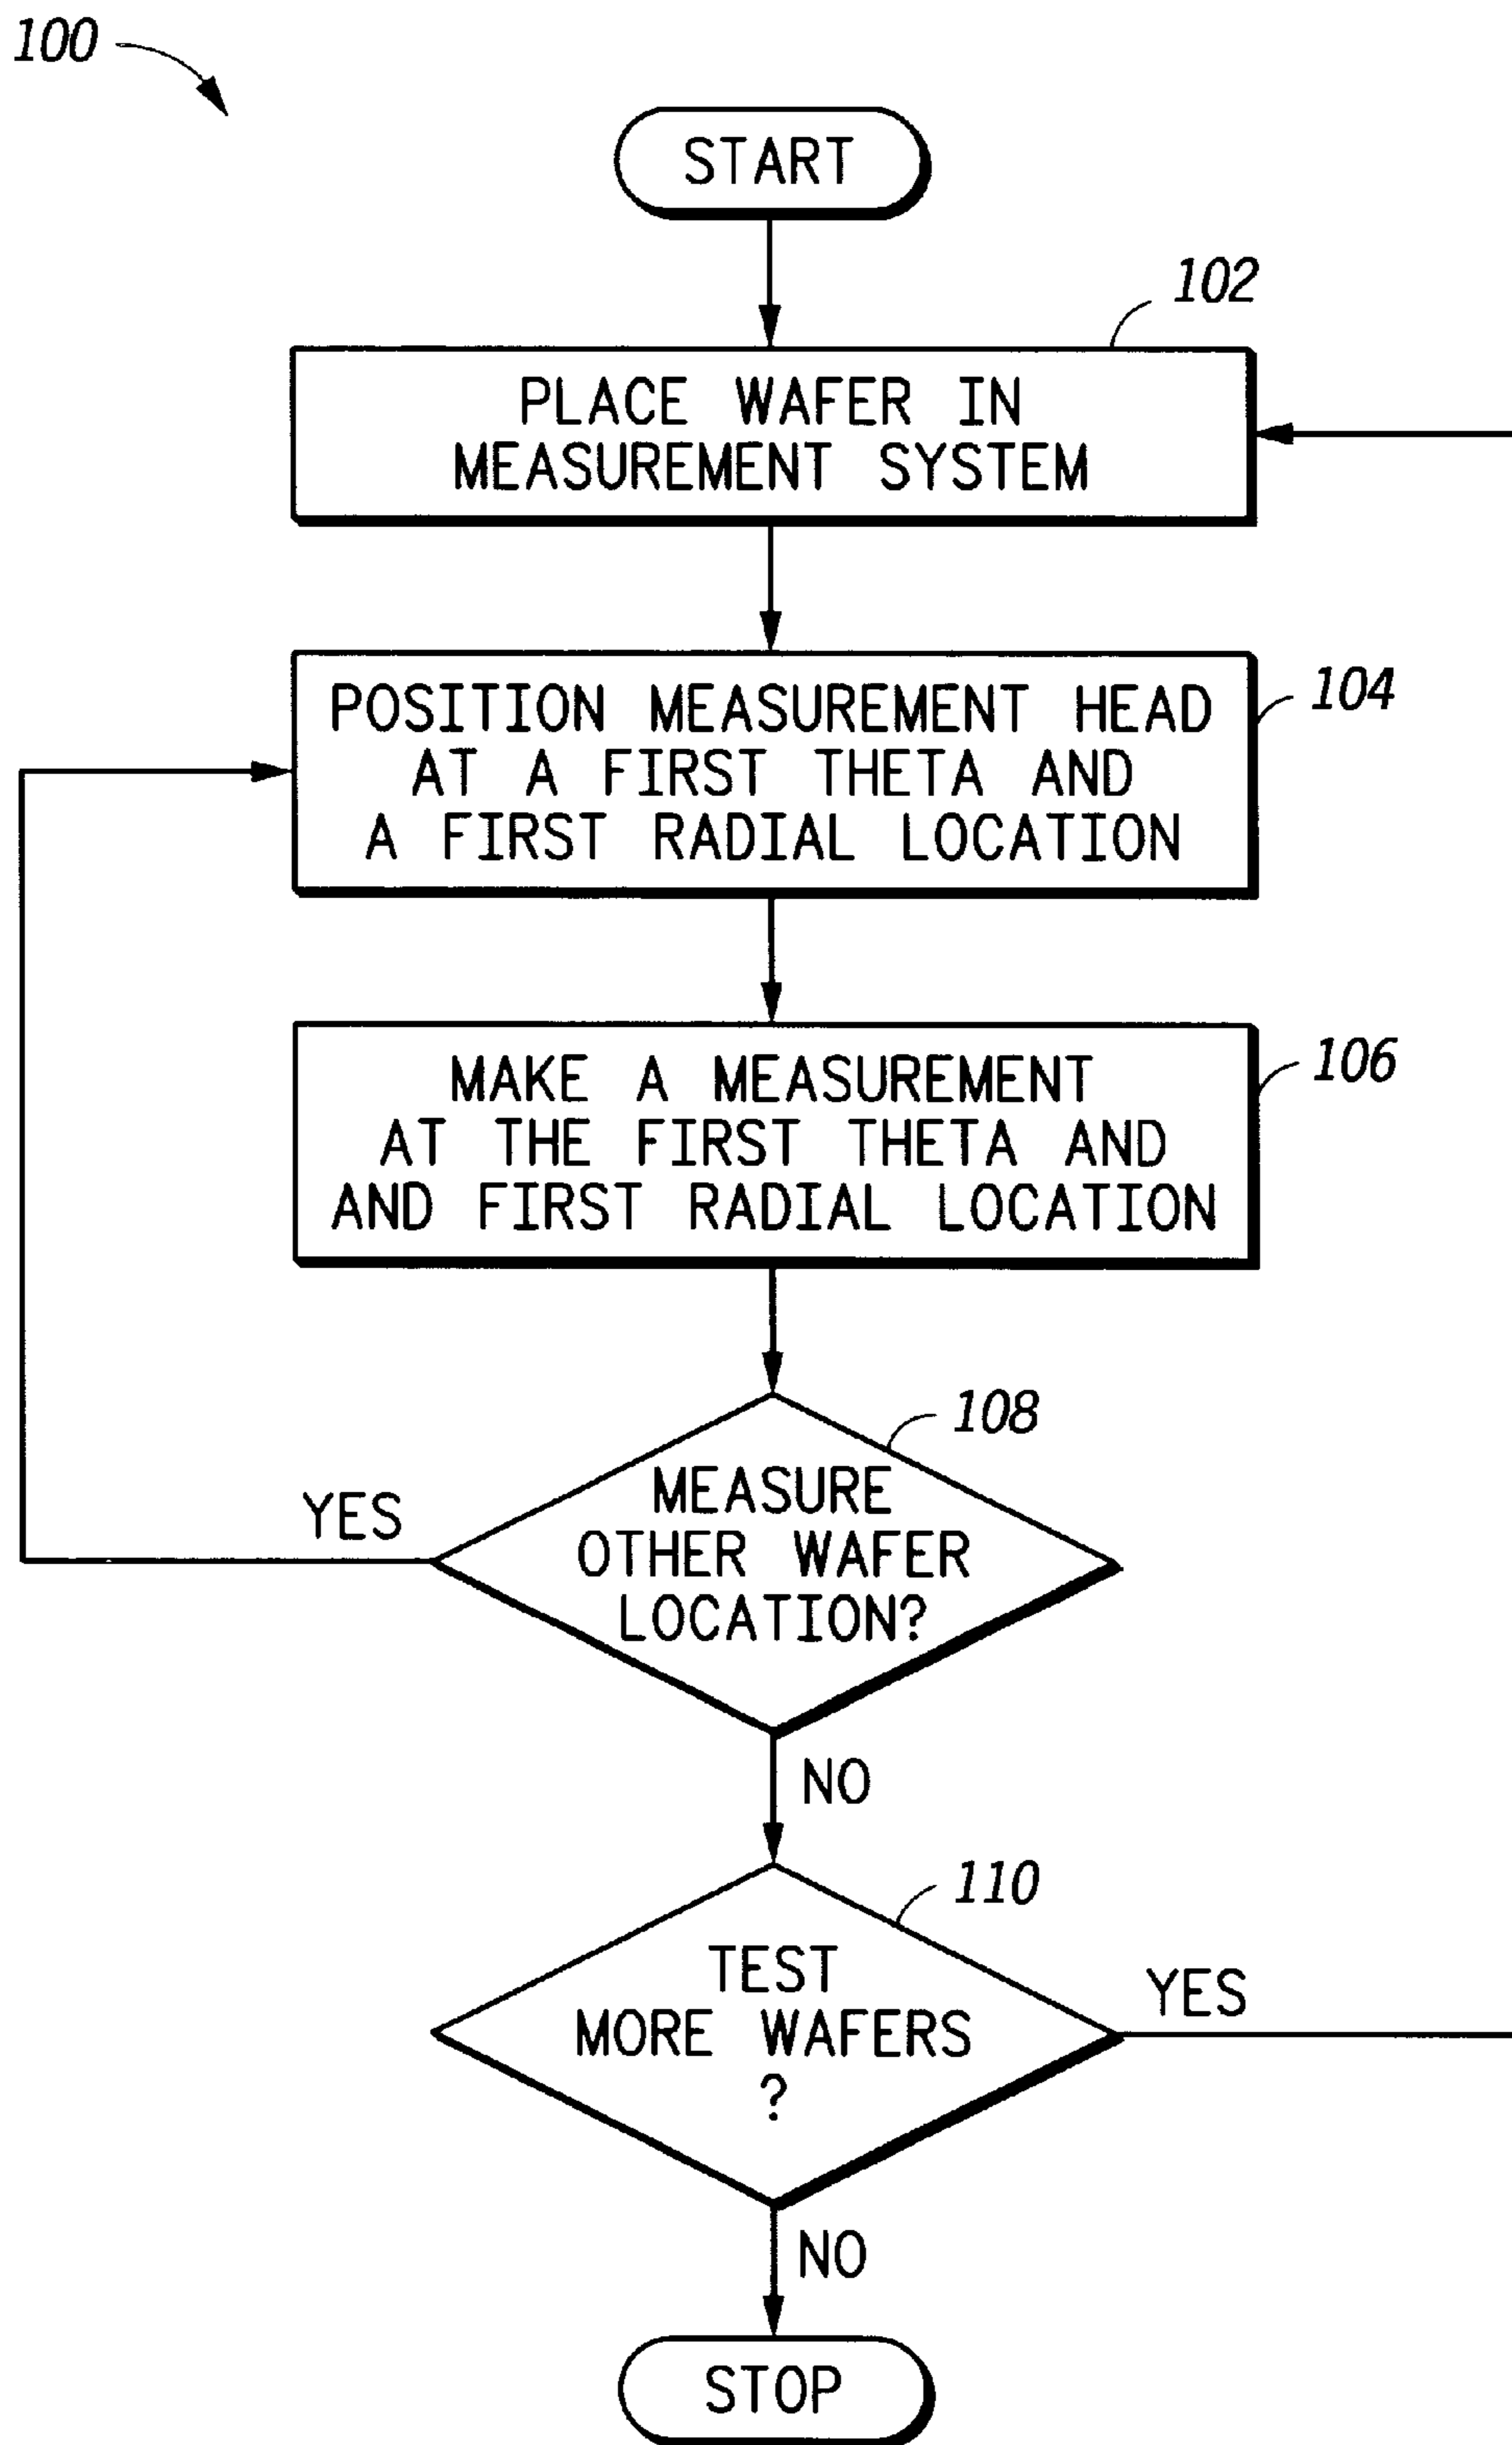 100
START
102
PLACE WAFER IN
MEASUREMENT SYSTEM
104
POSITION MEASUREMENT HEAD
AT A FIRST THETA AND
A FIRST RADIAL LOCATION
106
MAKE A MEASUREMENT
AT THE FIRST THETA AND
AND FIRST RADIAL LOCATION
108
MEASURE
OTHER WAFER
LOCATION?
YES
NO
110
TEST
MORE WAFERS
?
YES
NO
STOP